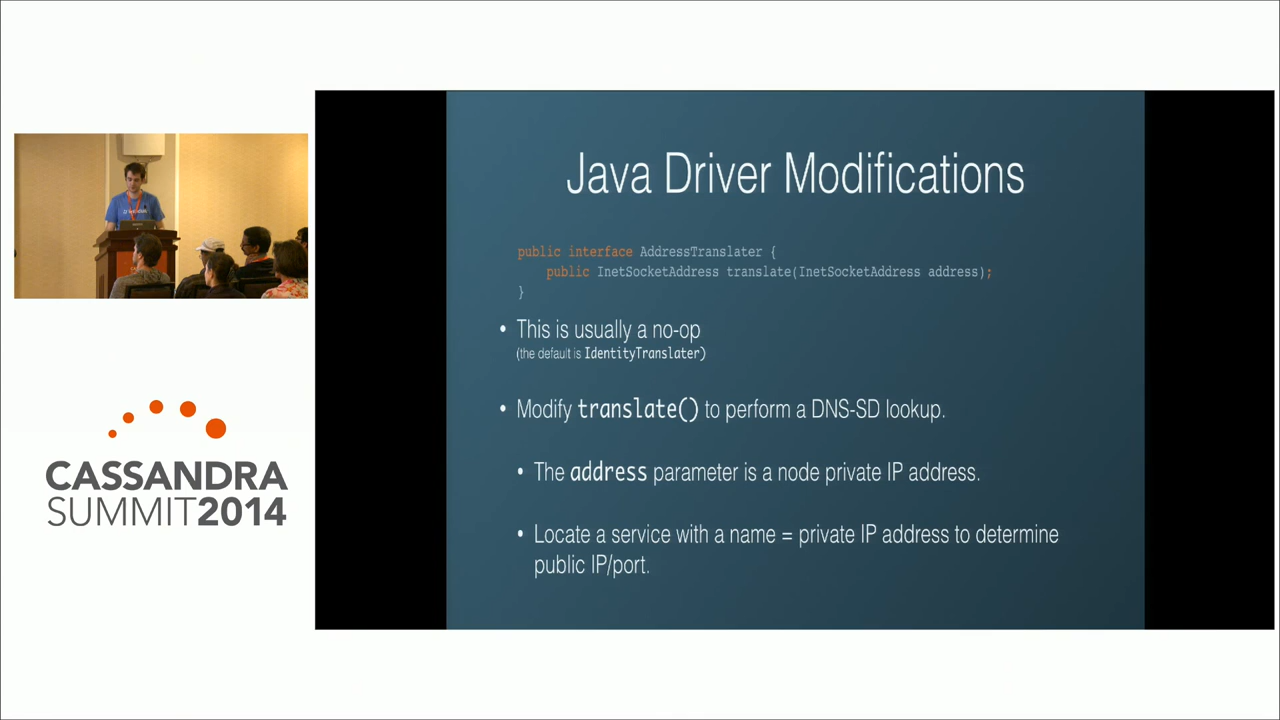 Java Driver Modifications
public interface AddressTranslater {
public InetSocketAddress translate(InetSocketAddress address);
}
• This is usually a no-op
(the default is IdentityTranslater)
• Modify translate() to perform a DNS-SD lookup.
• The address parameter is a node private IP address.
• Locate a service with a name = private IP address to determine
public IP/port.
CASSANDRA
SUMMIT2014